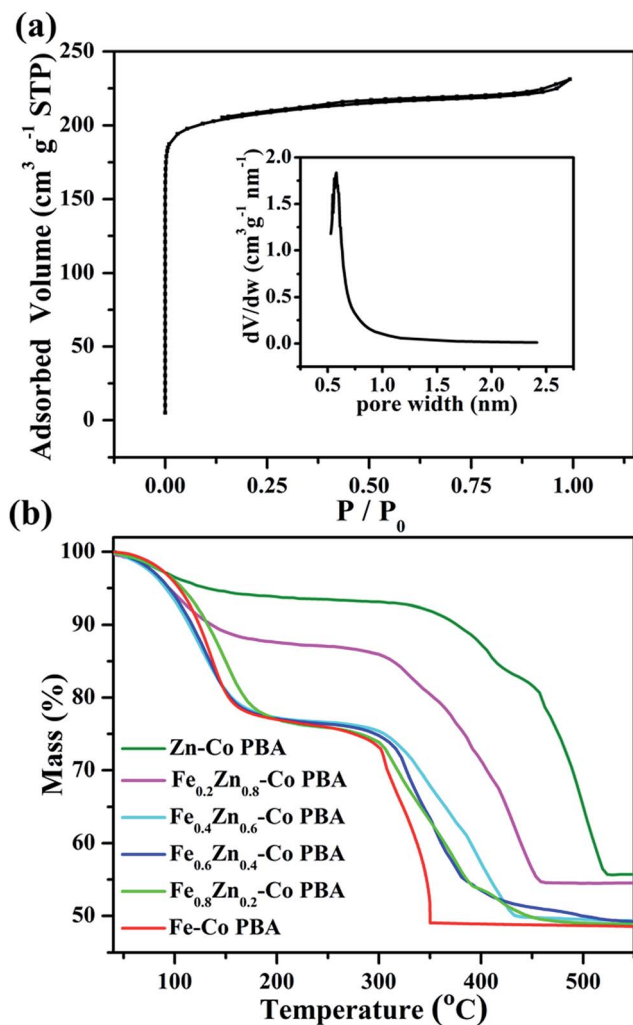 (a)
250
200
150
100
50
0
Adsorbed Volume (cm³ g⁻¹ STP)
2.0
1.5
1.0
0.5
0.0
dV/dw (cm³g⁻¹ nm⁻¹)
0.5 1.0 1.5 2.0 2.5
pore width (nm)
0.00 0.25 0.50 0.75 1.00
P / P₀
(b)
100
90
80
70
60
50
Mass (%)
Zn-Co PBA
Fe₀.₂Zn₀.₈-Co PBA
Fe₀.₄Zn₀.₆-Co PBA
Fe₀.₆Zn₀.₄-Co PBA
Fe₀.₈Zn₀.₂-Co PBA
Fe-Co PBA
100 200 300 400 500
Temperature (°C)